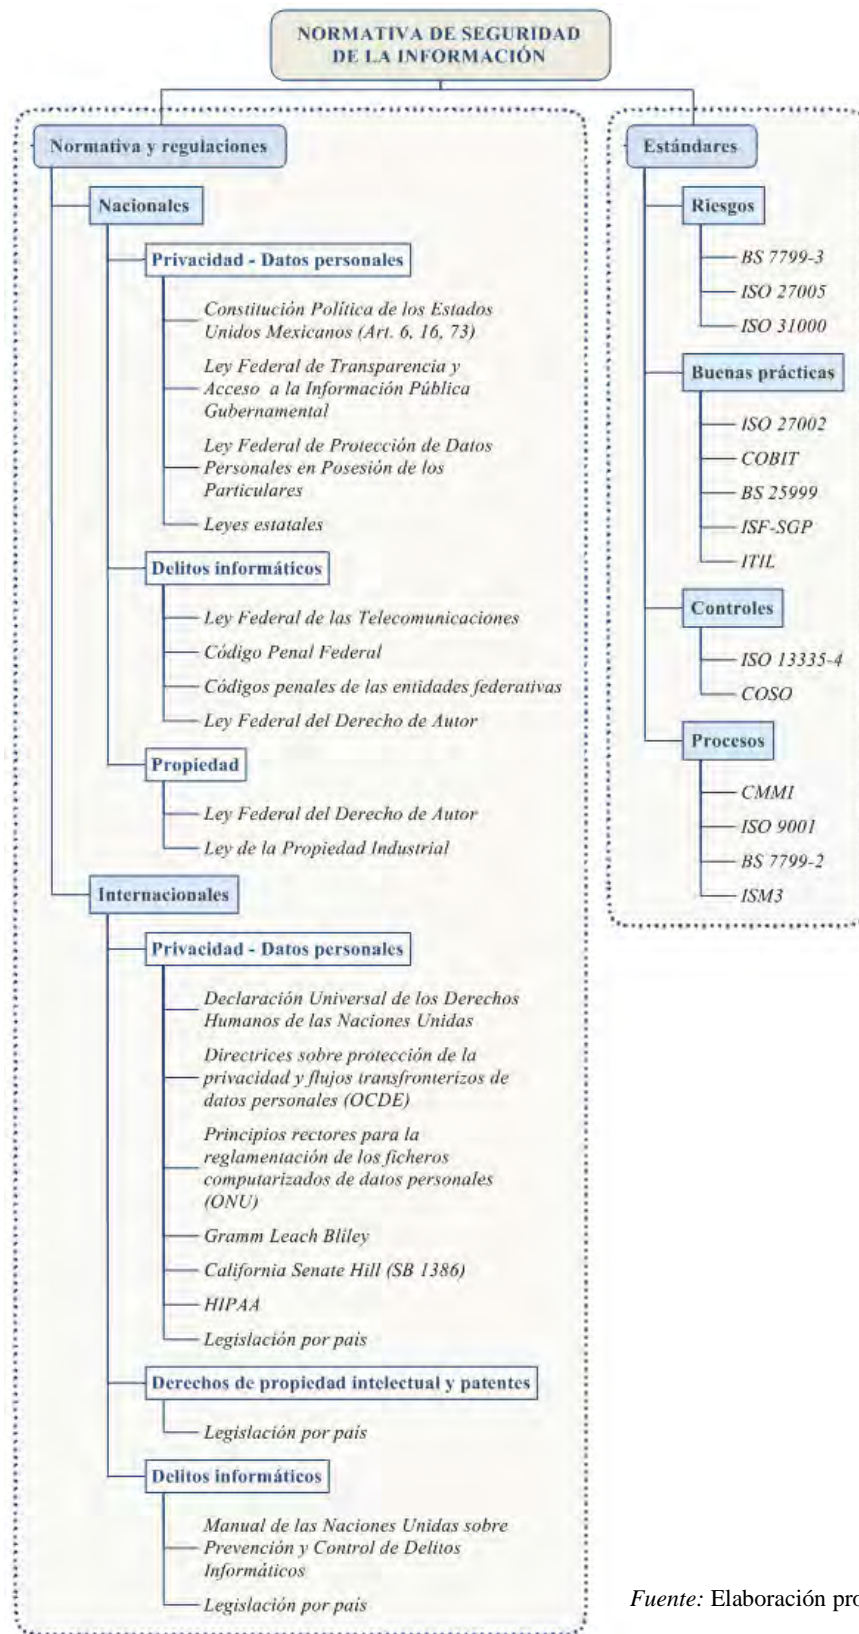 NORMATIVA DE SEGURIDAD
DE LA INFORMACIÓN
Normativa y regulaciones
Nacionales
Privacidad - Datos personales
Constitución Política de los Estados
Unidos Mexicanos (Art. 6, 16, 73)
Ley Federal de Transparencia y
Acceso a la Información Pública
Gubernamental
Ley Federal de Protección de Datos
Personales en Posesión de los
Particulares
Leyes estatales
Delitos informáticos
Ley Federal de las Telecomunicaciones
Código Penal Federal
Códigos penales de las entidades federativas
Ley Federal del Derecho de Autor
Propiedad
Ley Federal del Derecho de Autor
Ley de la Propiedad Industrial
Internacionales
Privacidad - Datos personales
Declaración Universal de los Derechos
Humanos de las Naciones Unidas
Directrices sobre protección de la
privacidad y flujos transfronterizos de
datos personales (OCDE)
Principios rectores para la
reglamentación de los ficheros
computarizados de datos personales
(ONU)
Gramm Leach Bliley
California Senate Hill (SB 1386)
HIPAA
Legislación por país
Derechos de propiedad intelectual y patentes
Legislación por país
Delitos informáticos
Manual de las Naciones Unidas sobre
Prevención y Control de Delitos
Informáticos
Legislación por país
Estándares
Riesgos
BS 7799-3
ISO 27005
ISO 31000
Buenas prácticas
ISO 27002
COBIT
BS 25999
ISF-SGP
ITIL
Controles
ISO 13335-4
COSO
Procesos
CMMI
ISO 9001
BS 7799-2
ISM3
Fuente: Elaboración pro